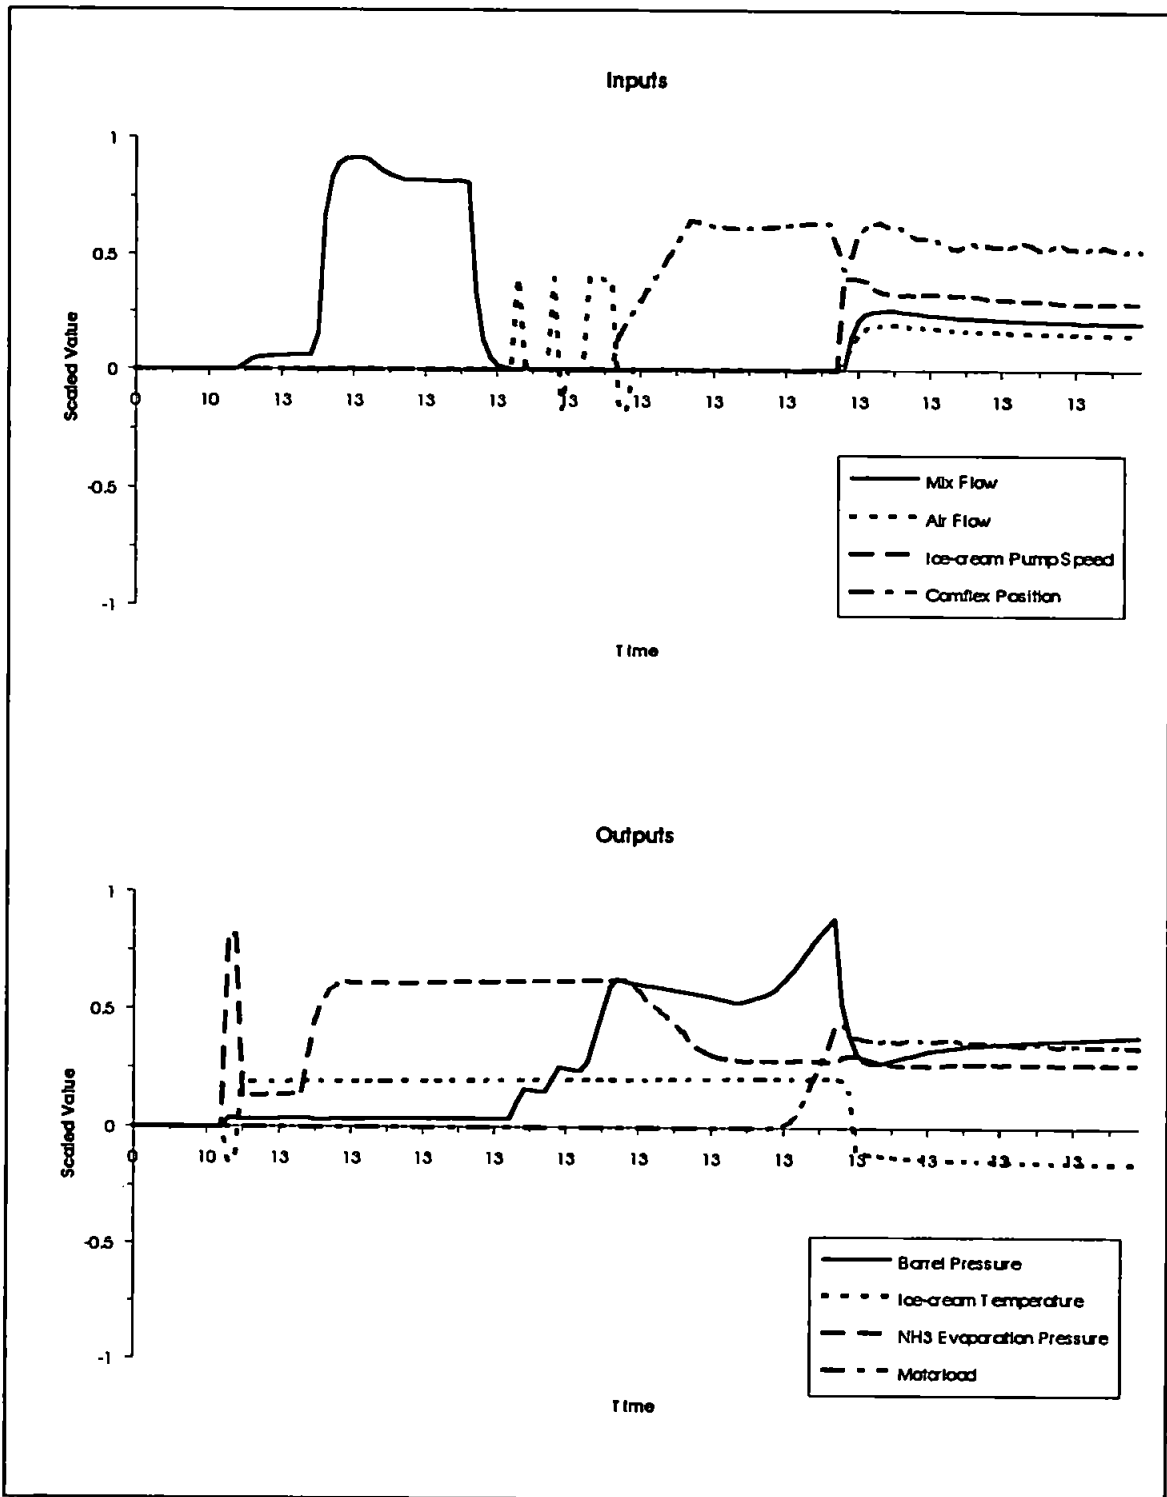 Inputs
1
0.5
0
-0.5
-1
Scaled Value
0 10 13 13 13 13 13 13 13 13 13 13 13 13
Mix Flow
Air Flow
Ice-cream Pump Speed
Camflex Position
Time
Outputs
1
0.5
0
-0.5
-1
Scaled Value
0 10 13 13 13 13 13 13 13 13 13 13 13 13
Barrel Pressure
Ice-cream Temperature
NH3 Evaporation Pressure
Motorload
Time